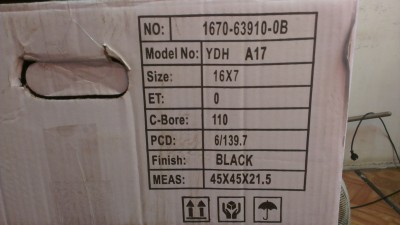 NO: 1670-63910-0B
Model No: YDH A17
Size: 16X7
ET: 0
C-Bore: 110
PCD: 6/139.7
Finish: BLACK
MEAS: 45X45X21.5